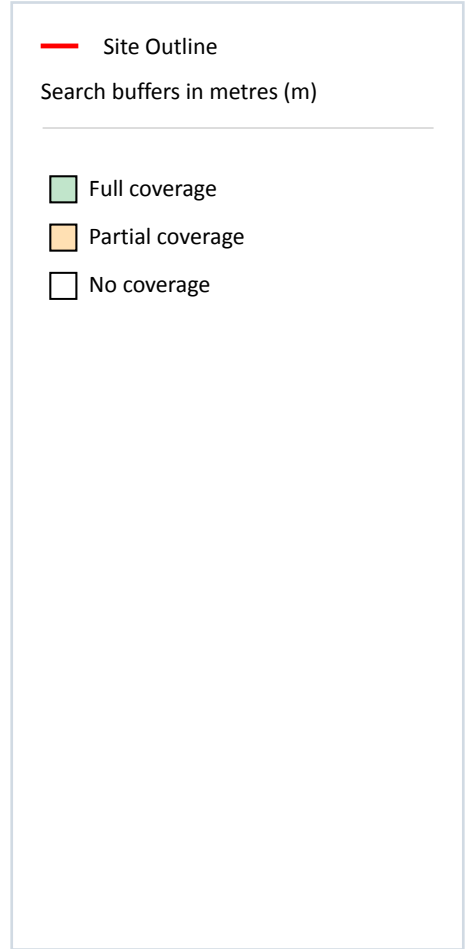 Site Outline
Search buffers in metres (m)
Full coverage
Partial coverage
No coverage